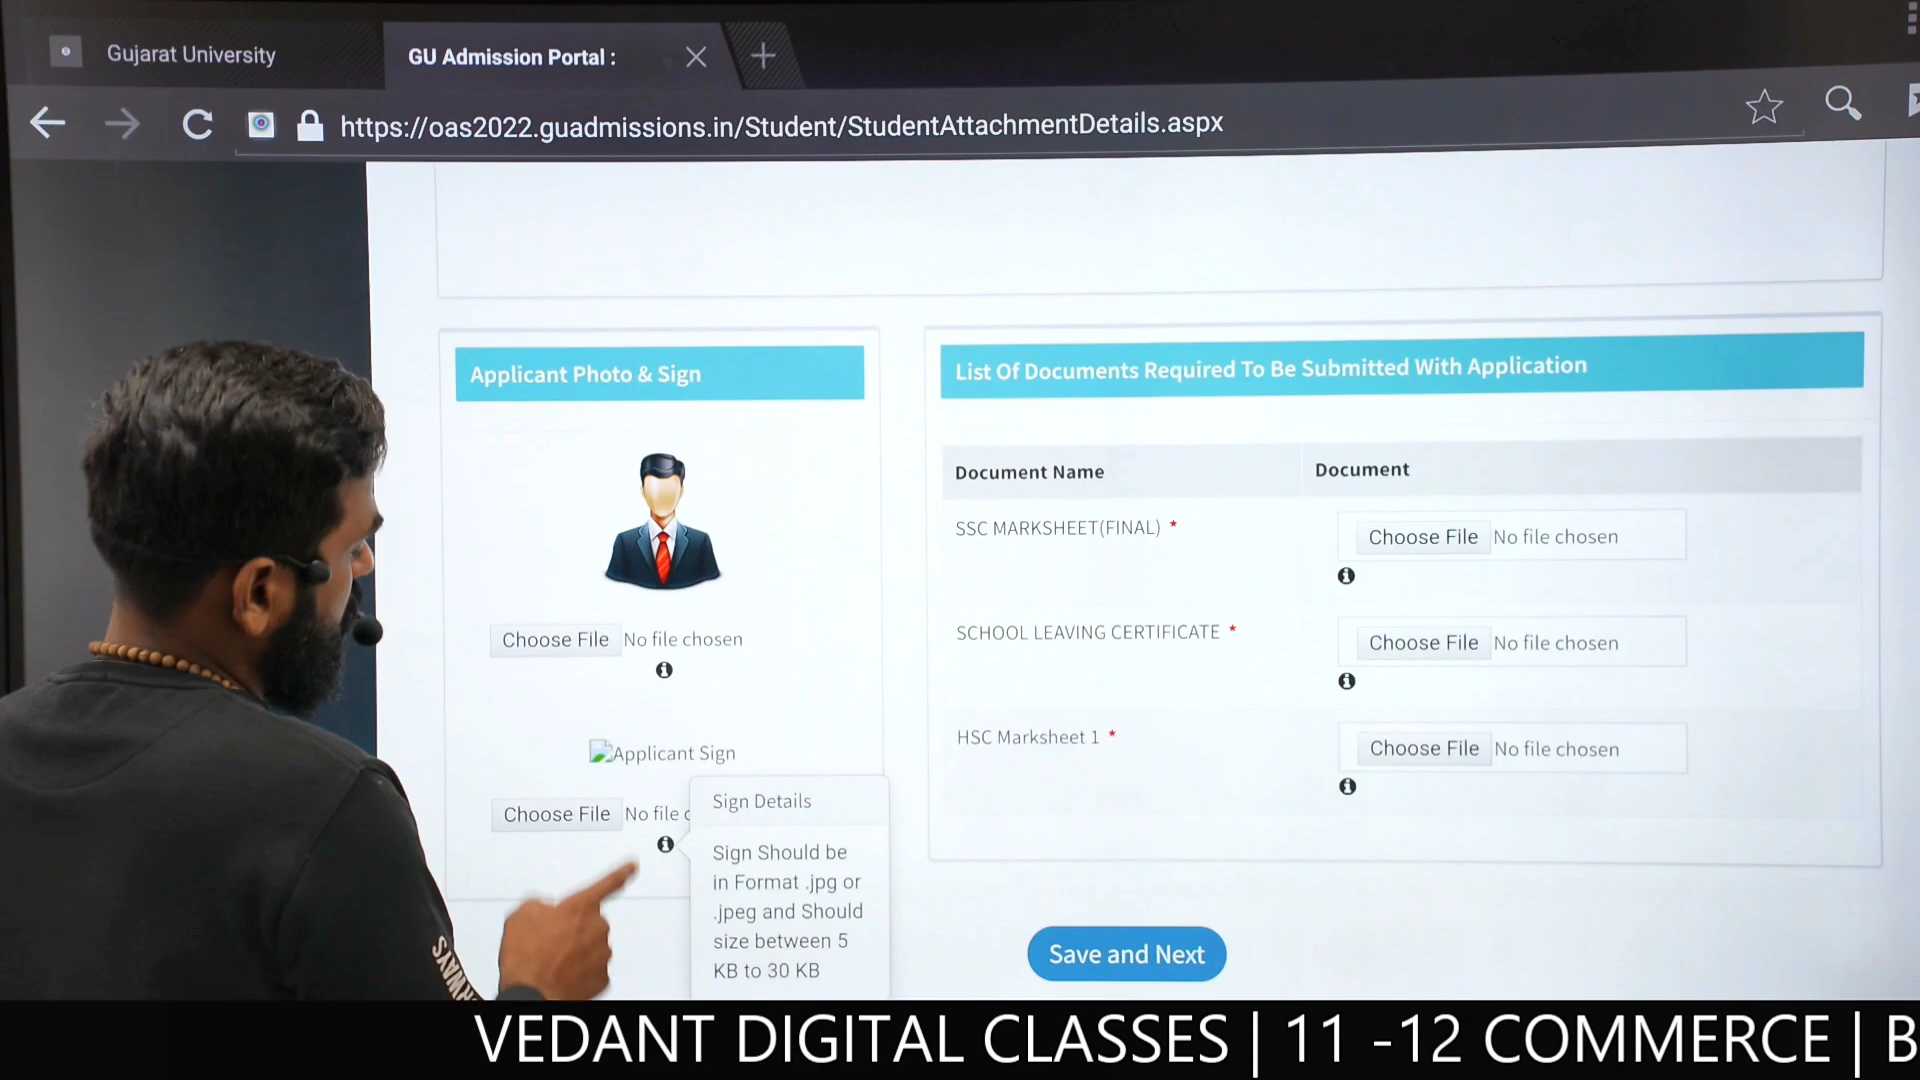 Gujarat University
GU Admission Portal :
https://oas2022.guadmissions.in/Student/StudentAttachmentDetails.aspx
Applicant Photo & Sign
Choose File No file chosen
Applicant Sign
Choose File No file
Sign Details
Sign Should be
in Format .jpg or
.jpeg and Should
size between 5
KB to 30 KB
List Of Documents Required To Be Submitted With Application
Document Name Document
SSC MARKSHEET(FINAL) * Choose File No file chosen
SCHOOL LEAVING CERTIFICATE * Choose File No file chosen
HSC Marksheet 1 * Choose File No file chosen
Save and Next
VEDANT DIGITAL CLASSES | 11 -12 COMMERCE | B